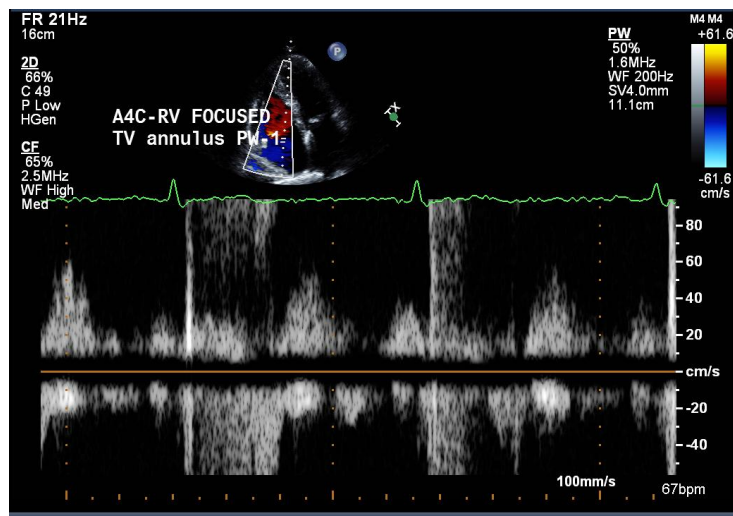 FR 21Hz
16cm
2D
66%
C 49
P Low
HGen
CF
65%
2.5MHz
WF High
Med
P
A4C-RV FOCUSED
TV annulus PW-1
PW
50%
1.6MHz
WF 200Hz
SV4.0mm
11.1cm
M4 M4
+61.6
-61.6
cm/s
80
60
40
20
cm/s
-20
-40
100mm/s
67bpm